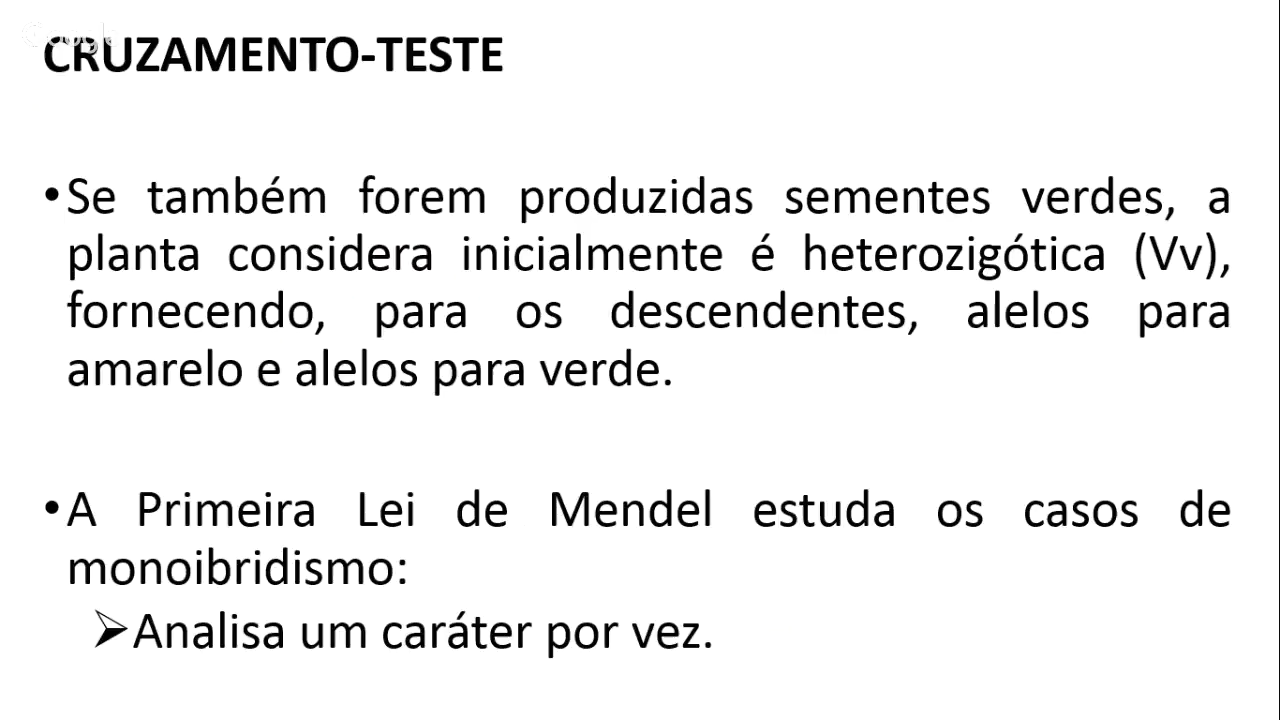 Google
CRUZAMENTO-TESTE
•Se também forem produzidas sementes verdes, a
planta considera inicialmente é heterozigótica (Vv),
fornecendo, para os descendentes, alelos para
amarelo e alelos para verde.
•A Primeira Lei de Mendel estuda os casos de
monoibridismo:
➢Analisa um caráter por vez.